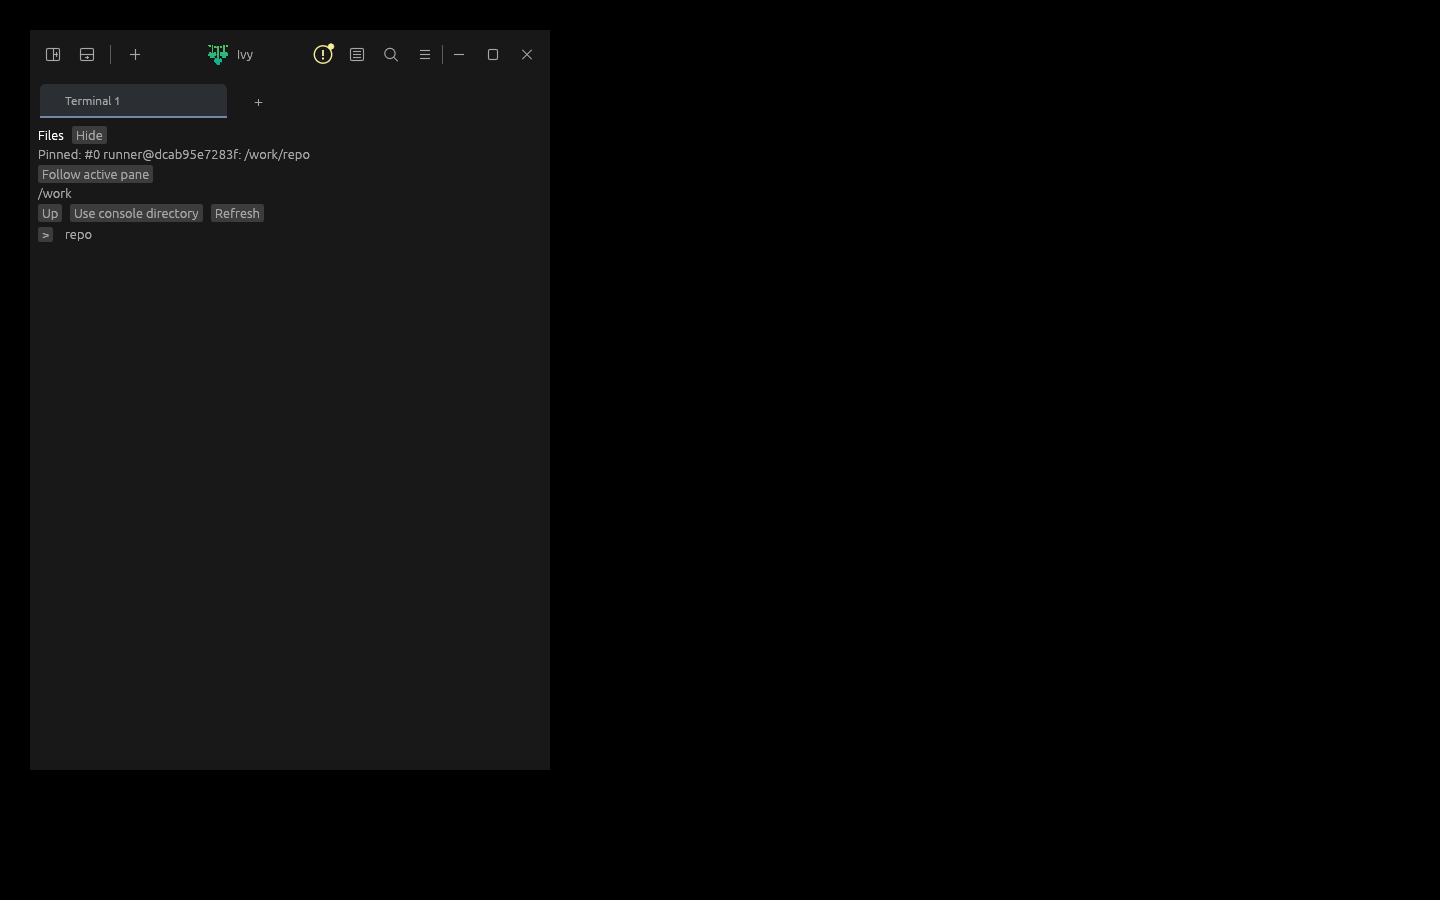 Ivy
Terminal 1 +
Files Hide
Pinned: #0 runner@dcab95e7283f: /work/repo
Follow active pane
/work
Up Use console directory Refresh
> repo